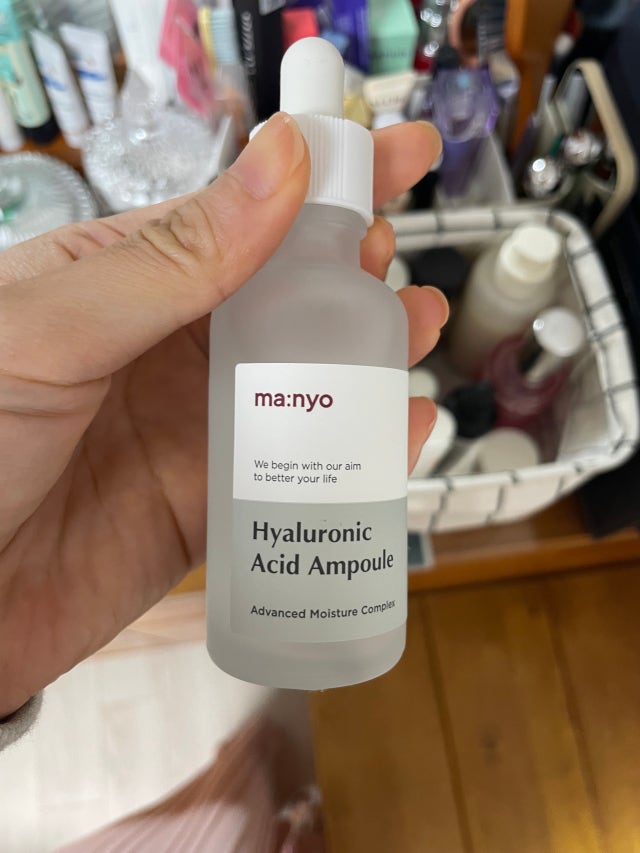 ma:nyo
We begin with our aim
to better your life
Hyaluronic
Acid Ampoule
Advanced Moisture Complex